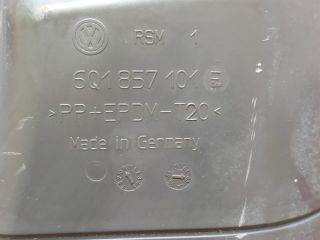 RSM 1
6Q1 857 101 E
>PP+EPDM-T20<
Made in Germany